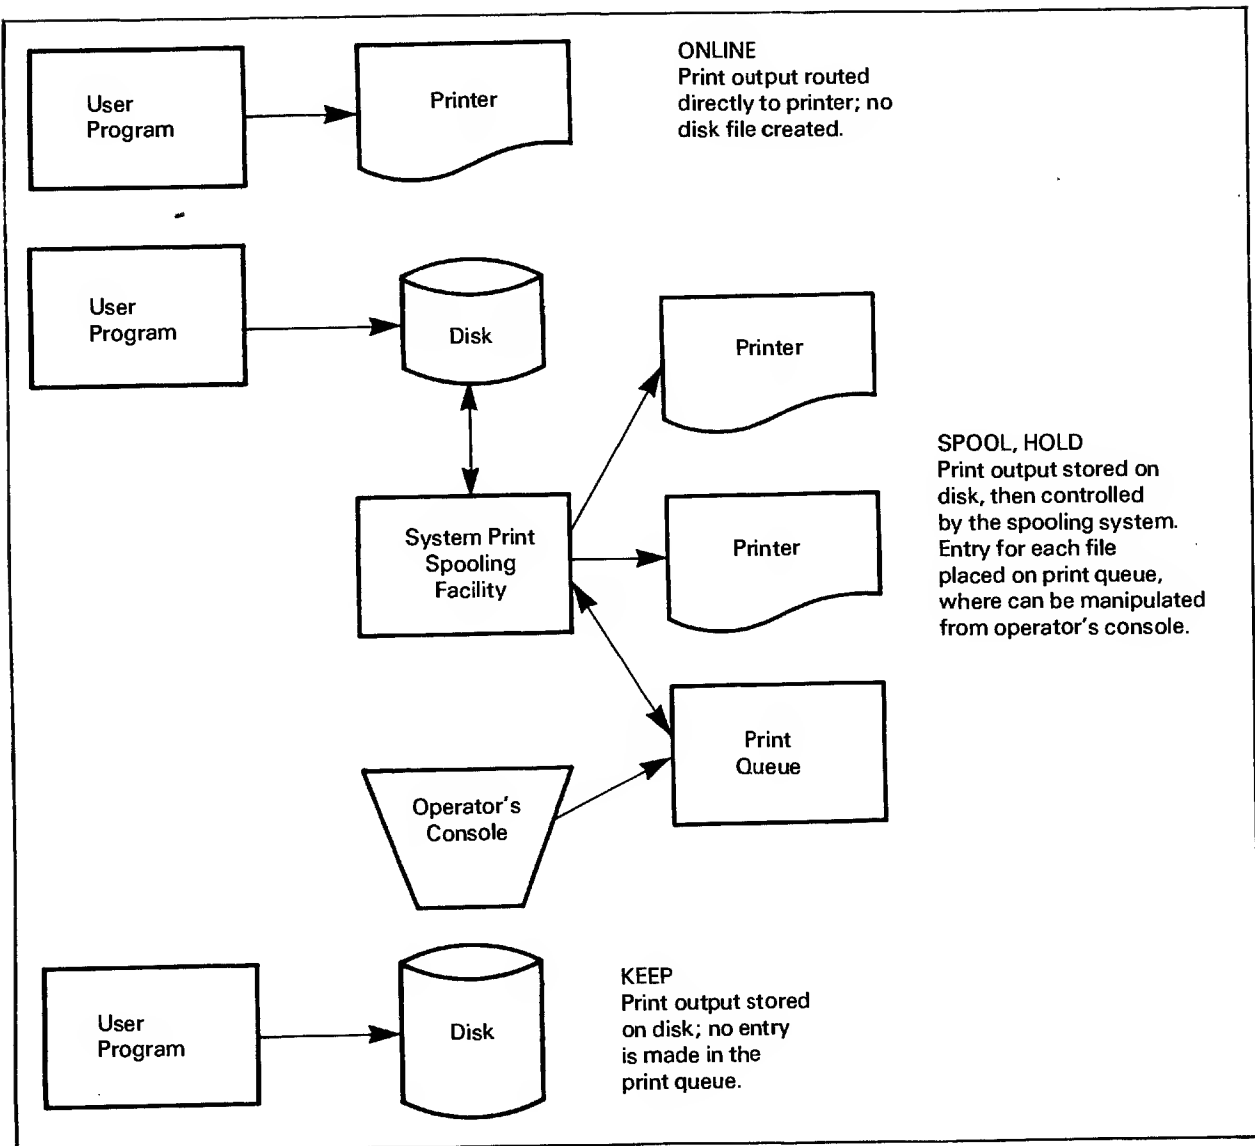 User
Program
Printer
ONLINE
Print output routed
directly to printer; no
disk file created.
User
Program
Disk
Printer
System Print
Spooling
Facility
Printer
SPOOL, HOLD
Print output stored on
disk, then controlled
by the spooling system.
Entry for each file
placed on print queue,
where can be manipulated
from operator's console.
Print
Queue
Operator's
Console
User
Program
Disk
KEEP
Print output stored
on disk; no entry
is made in the
print queue.